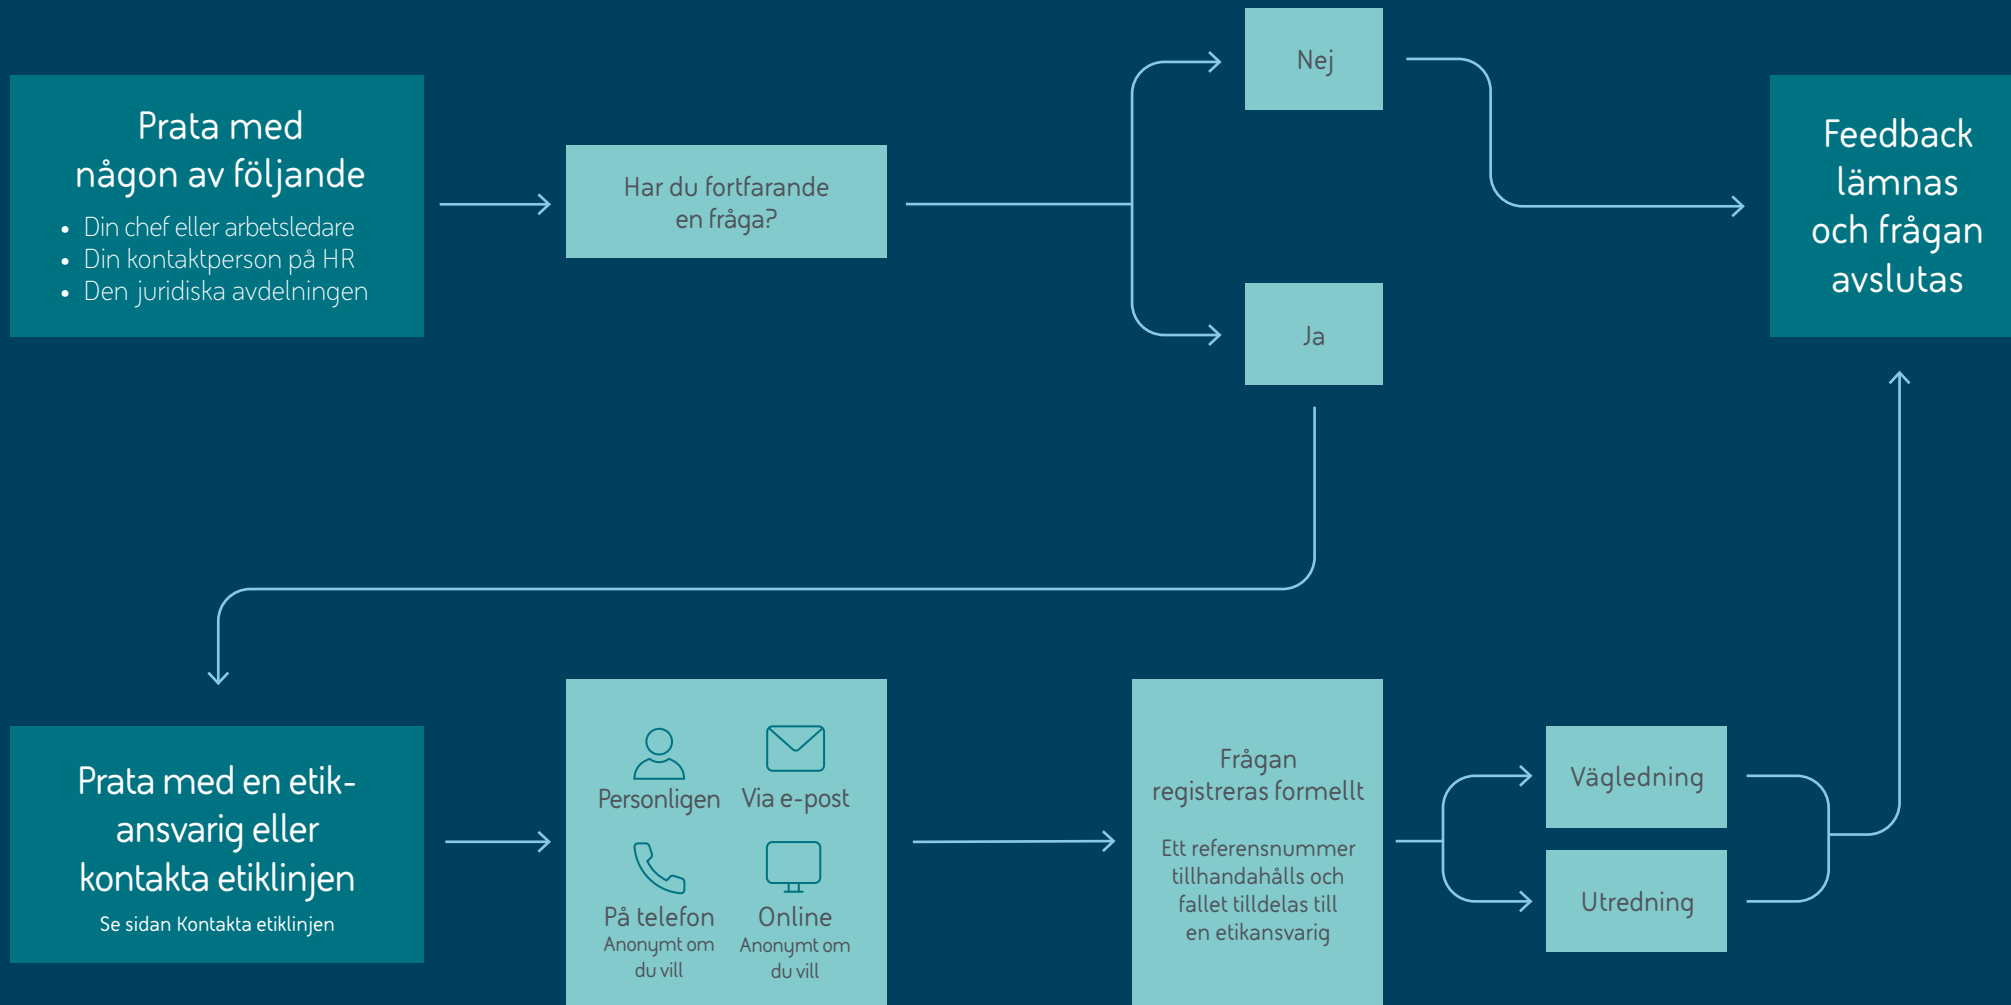 Prata med
någon av följande
• Din chef eller arbetsledare
• Din kontaktperson på HR
• Den juridiska avdelningen
Har du fortfarande
en fråga?
Nej
Ja
Feedback
lämnas
och frågan
avslutas
Prata med en etik-
ansvarig eller
kontakta etiklinjen
Se sidan Kontakta etiklinjen
Personligen
Via e-post
På telefon
Anonymt om
du vill
Online
Anonymt om
du vill
Frågan
registreras formellt
Ett referensnummer
tillhandahålls och
fallet tilldelas till
en etikansvarig
Vägledning
Utredning